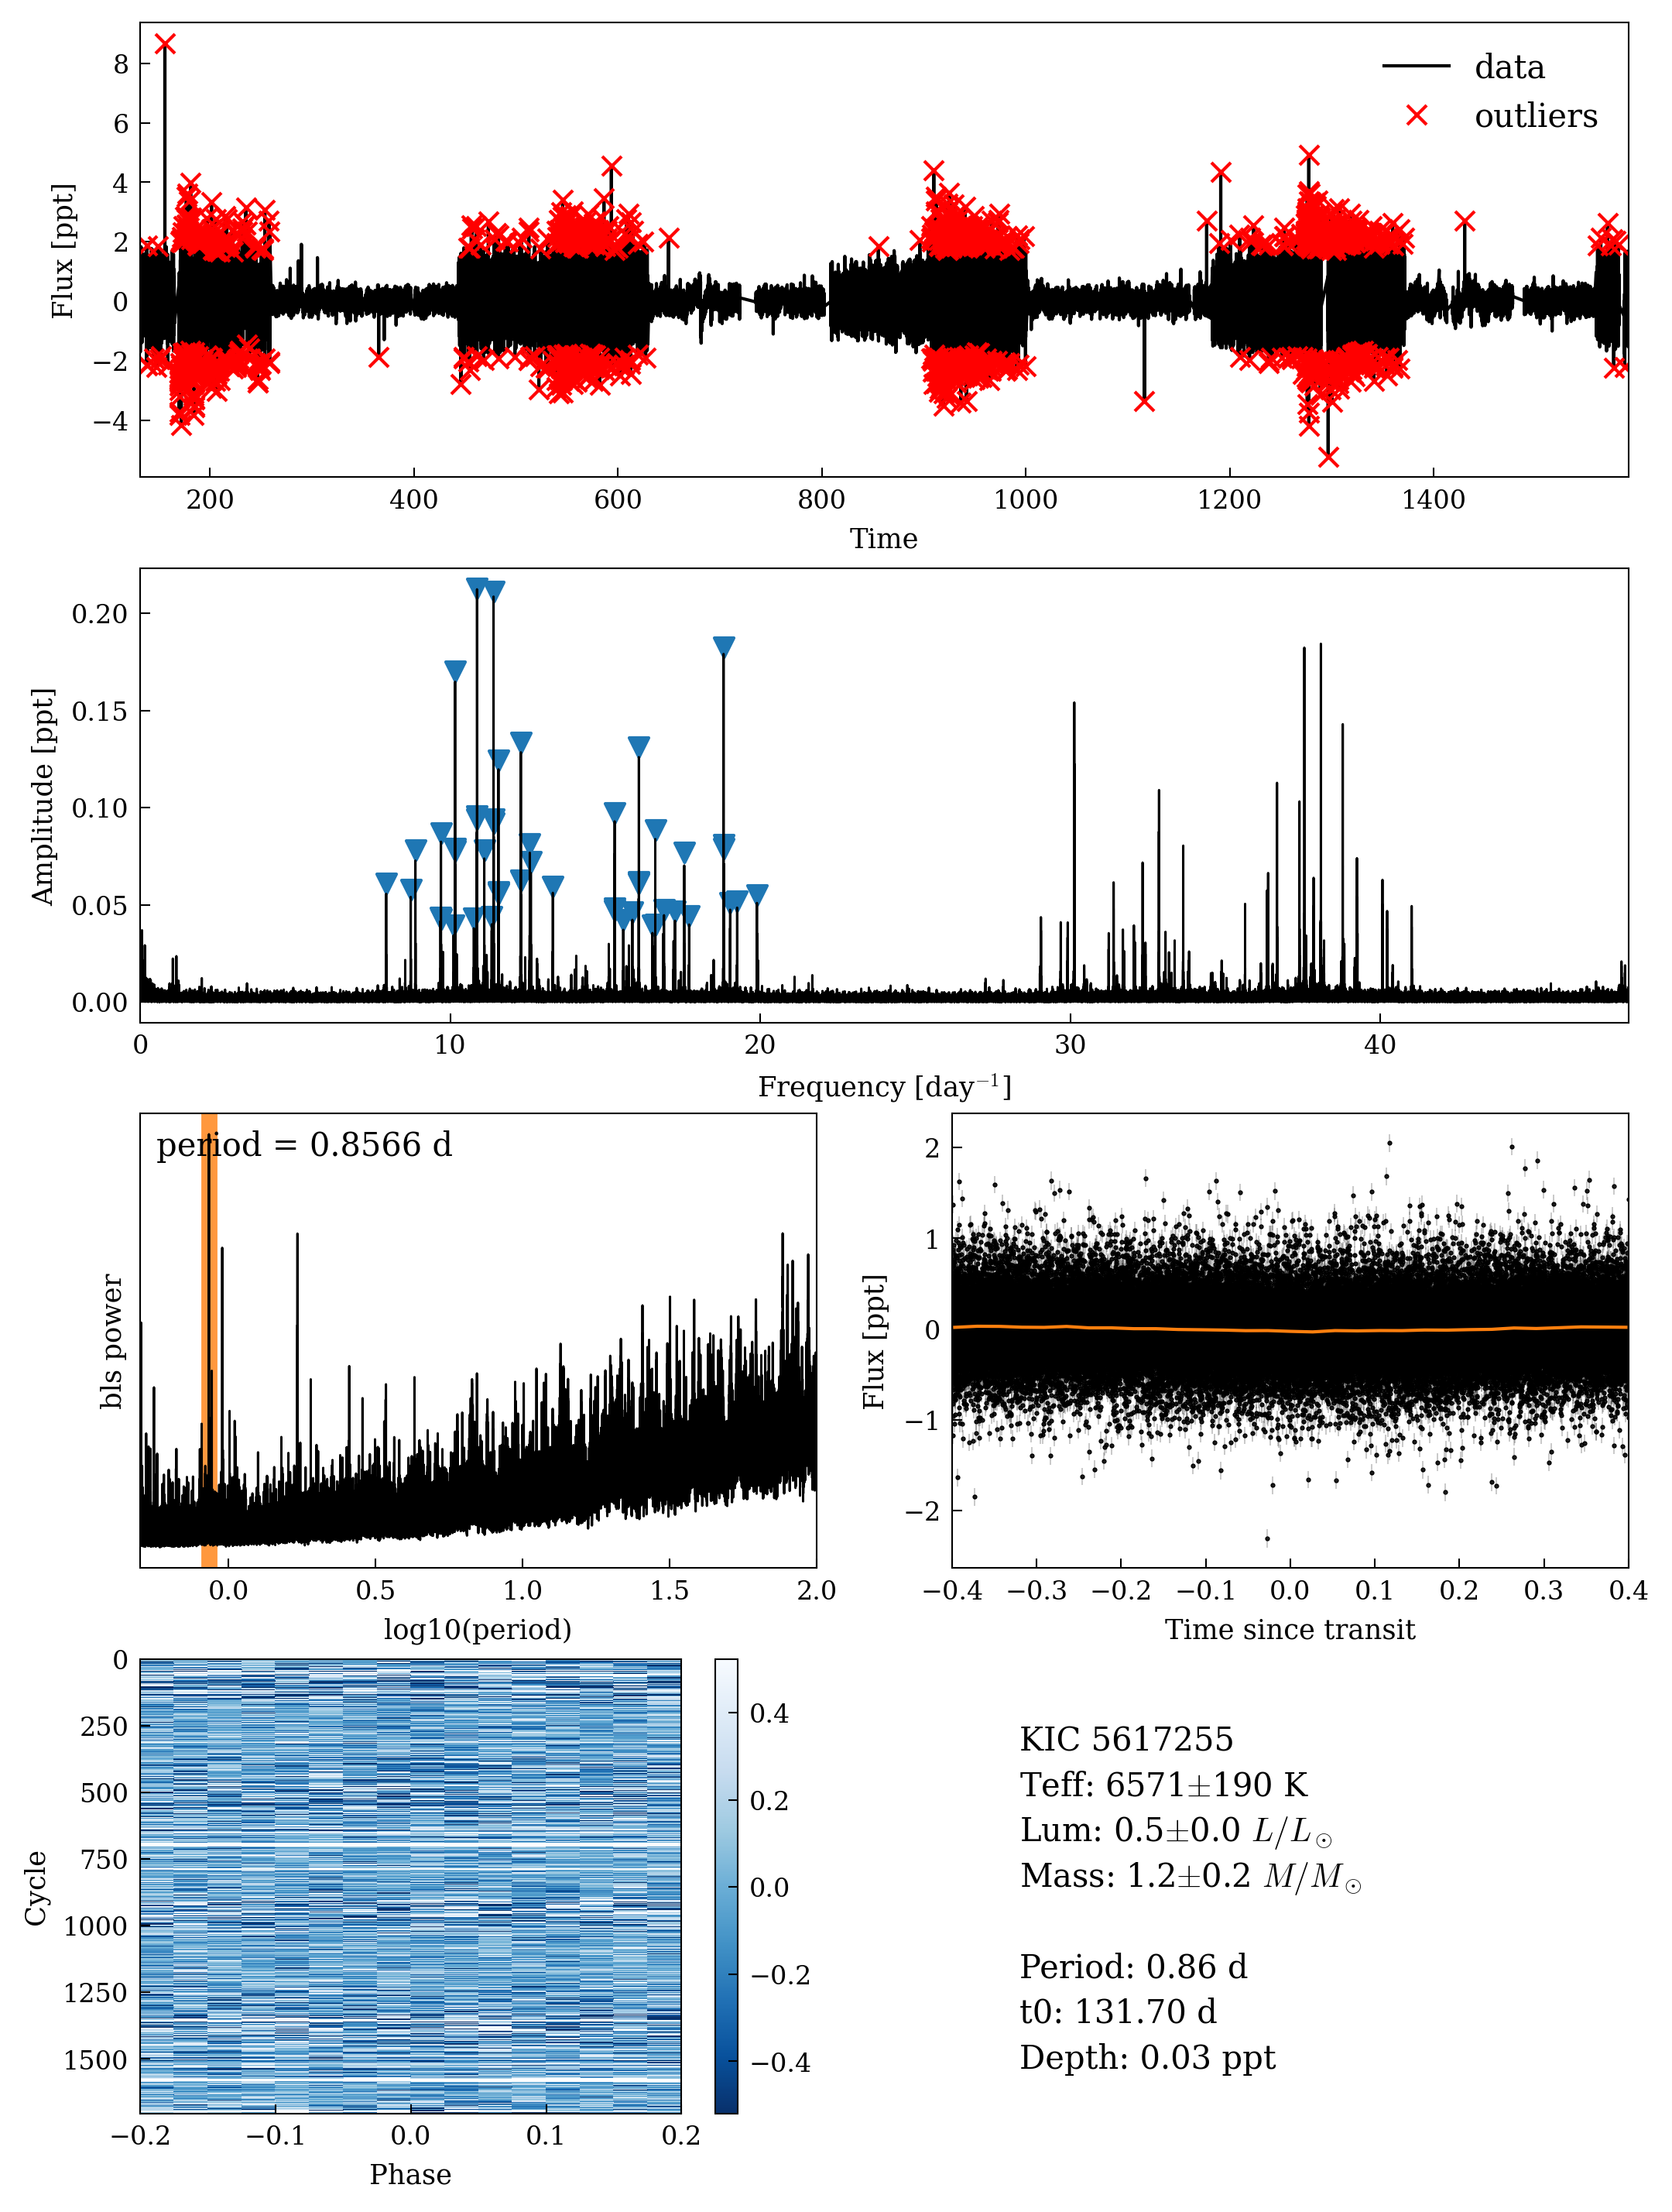 8
6
4
2
0
−2
−4
Flux [ppt]
data
outliers
200 400 600 800 1000 1200 1400
Time
0.20
0.15
0.10
0.05
0.00
Amplitude [ppt]
0 10 20 30 40
Frequency [day⁻¹]
period = 0.8566 d
bls power
0.0 0.5 1.0 1.5 2.0
log10(period)
2
1
0
−1
−2
Flux [ppt]
−0.4 −0.3 −0.2 −0.1 0.0 0.1 0.2 0.3 0.4
Time since transit
0
250
500
750
1000
1250
1500
Cycle
−0.2 −0.1 0.0 0.1 0.2
Phase
0.4
0.2
0.0
−0.2
−0.4
KIC 5617255
Teff: 6571±190 K
Lum: 0.5±0.0 L/L⊙
Mass: 1.2±0.2 M/M⊙
Period: 0.86 d
t0: 131.70 d
Depth: 0.03 ppt